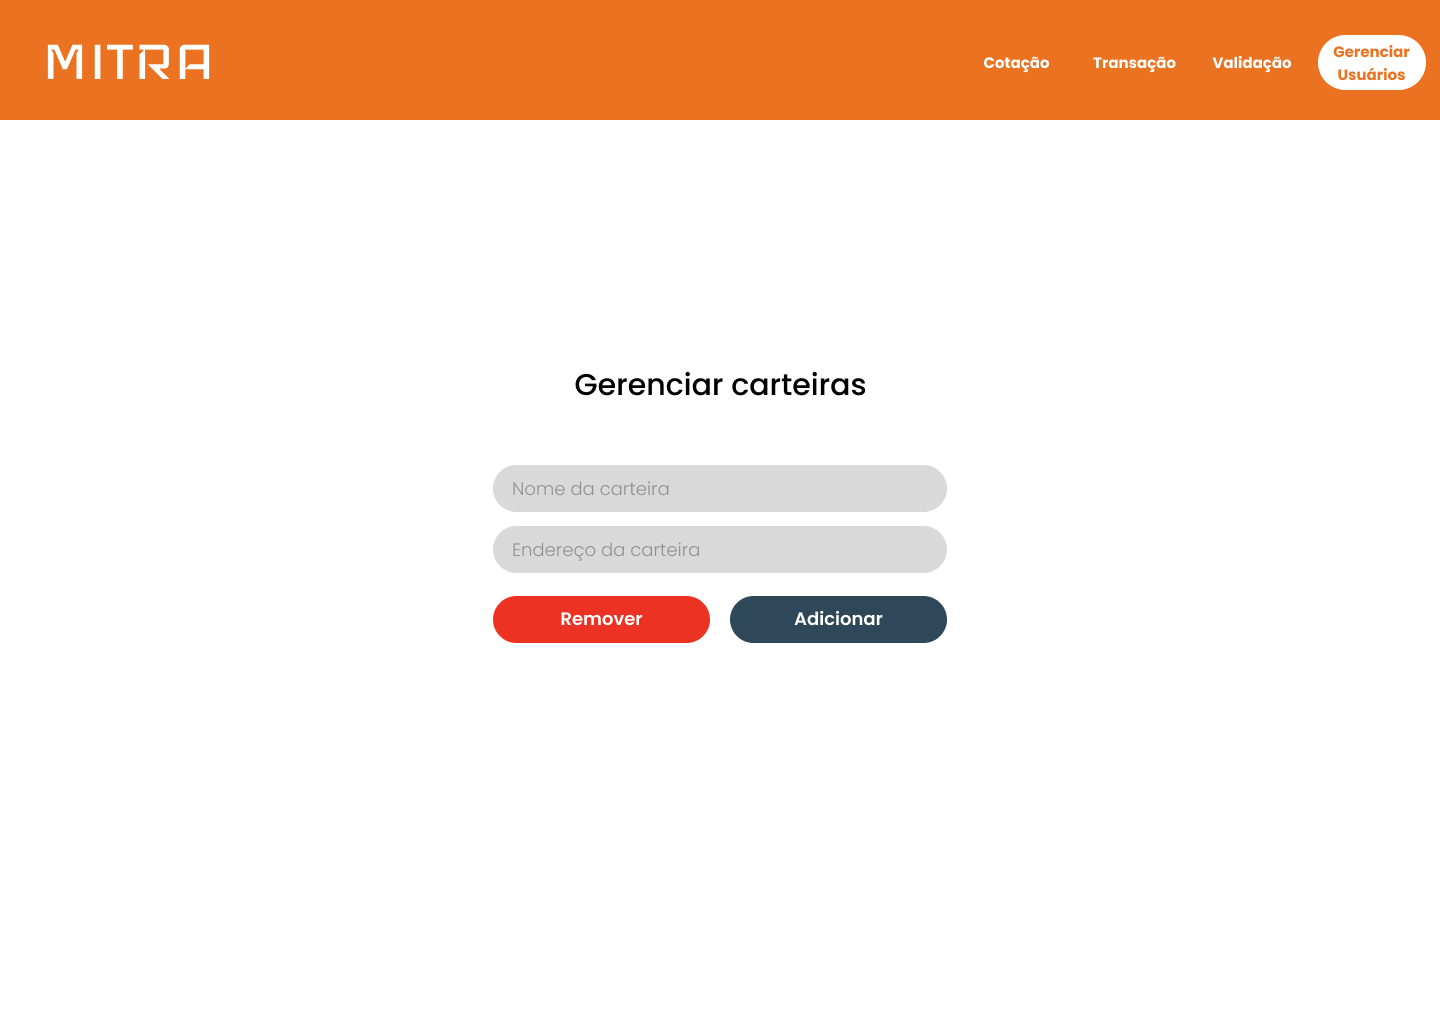 MITRA
Cotação
Transação
Validação
Gerenciar
Usuários
Gerenciar carteiras
Nome da carteira
Endereço da carteira
Remover
Adicionar